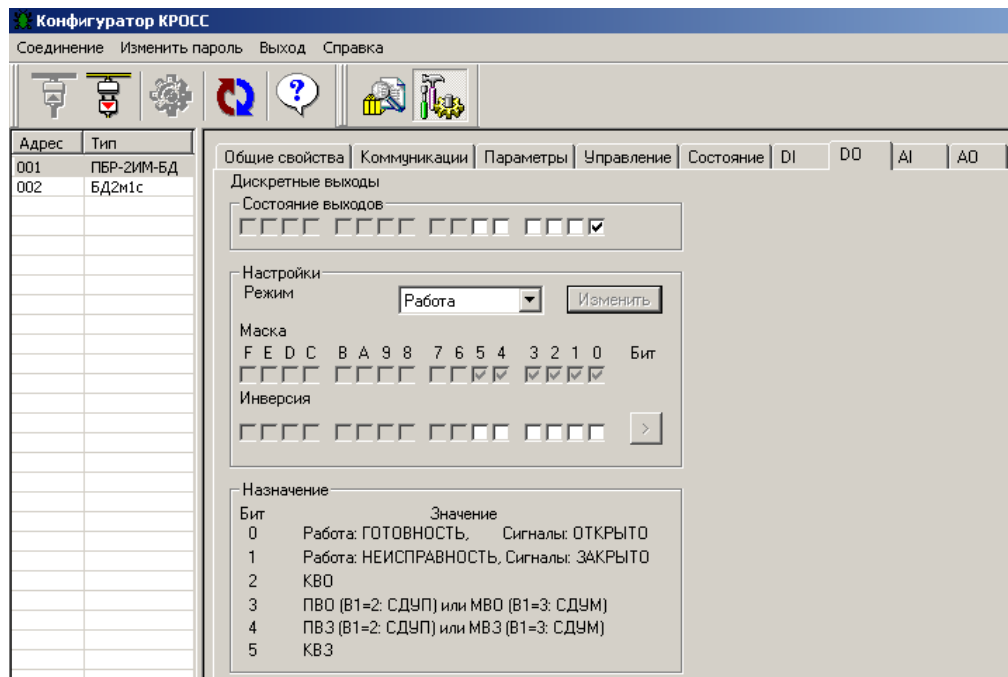 Конфигуратор КРОСС
Соединение Изменить пароль Выход Справка
?
Адрес Тип
001 ПБР-2ИМ-БД
002 БД2м1с
Общие свойства Коммуникации Параметры Управление Состояние DI DO AI AO
Дискретные выходы
Состояние выходов
Настройки
Режим Работа Изменить
Маска
F E D C B A 9 8 7 6 5 4 3 2 1 0 Бит
Инверсия
>
Назначение
Бит Значение
0 Работа: ГОТОВНОСТЬ, Сигналы: ОТКРЫТО
1 Работа: НЕИСПРАВНОСТЬ, Сигналы: ЗАКРЫТО
2 КВО
3 ПВО (В1=2: СДУП) или МВО (В1=3: СДУМ)
4 ПВЗ (В1=2: СДУП) или МВЗ (В1=3: СДУМ)
5 КВЗ